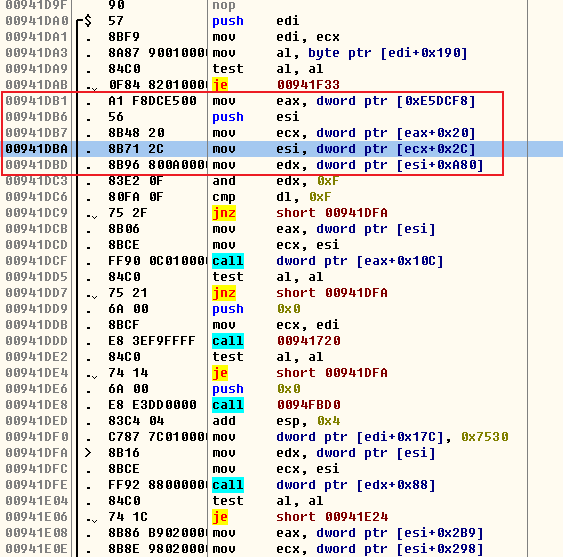 00941D9F 90 nop
00941DA0 $ 57 push edi
00941DA1 . 8BF9 mov edi, ecx
00941DA3 . 8A87 90010000 mov al, byte ptr [edi+0x190]
00941DA9 . 84C0 test al, al
00941DAB . 0F84 82010000 je 00941F33
00941DB1 . A1 F8DCE500 mov eax, dword ptr [0xE5DCF8]
00941DB6 . 56 push esi
00941DB7 . 8B48 20 mov ecx, dword ptr [eax+0x20]
00941DBA . 8B71 2C mov esi, dword ptr [ecx+0x2C]
00941DBD . 8B96 800A0000 mov edx, dword ptr [esi+0xA80]
00941DC3 . 83E2 0F and edx, 0xF
00941DC6 . 80FA 0F cmp dl, 0xF
00941DC9 . 75 2F jnz short 00941DFA
00941DCB . 8B06 mov eax, dword ptr [esi]
00941DCD . 8BCE mov ecx, esi
00941DCF . FF90 0C010000 call dword ptr [eax+0x10C]
00941DD5 . 84C0 test al, al
00941DD7 . 75 21 jnz short 00941DFA
00941DD9 . 6A 00 push 0x0
00941DDB . 8BCF mov ecx, edi
00941DDD . E8 3EF9FFFF call 00941720
00941DE2 . 84C0 test al, al
00941DE4 . 74 14 je short 00941DFA
00941DE6 . 6A 00 push 0x0
00941DE8 . E8 E3DD0000 call 0094FBD0
00941DED . 83C4 04 add esp, 0x4
00941DF0 . C787 7C010000 mov dword ptr [edi+0x17C], 0x7530
00941DFA > 8B16 mov edx, dword ptr [esi]
00941DFC . 8BCE mov ecx, esi
00941DFE . FF92 88000000 call dword ptr [edx+0x88]
00941E04 . 84C0 test al, al
00941E06 . 74 1C je short 00941E24
00941E08 . 8B86 B9020000 mov eax, dword ptr [esi+0x2B9]
00941E0E . 8B8E 98020000 mov ecx, dword ptr [esi+0x298]